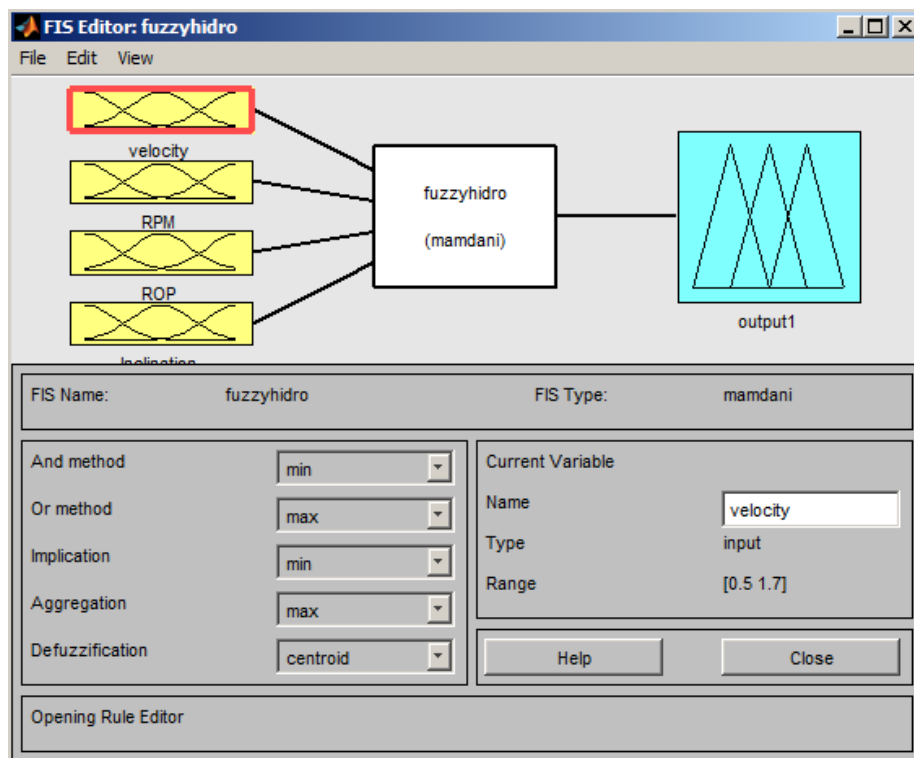 FIS Editor: fuzzyhidro
File Edit View
velocity
RPM
ROP
Inclination
fuzzyhidro
(mamdani)
output1
FIS Name: fuzzyhidro FIS Type: mamdani
And method min
Or method max
Implication min
Aggregation max
Defuzzification centroid
Current Variable
Name velocity
Type input
Range [0.5 1.7]
Help Close
Opening Rule Editor